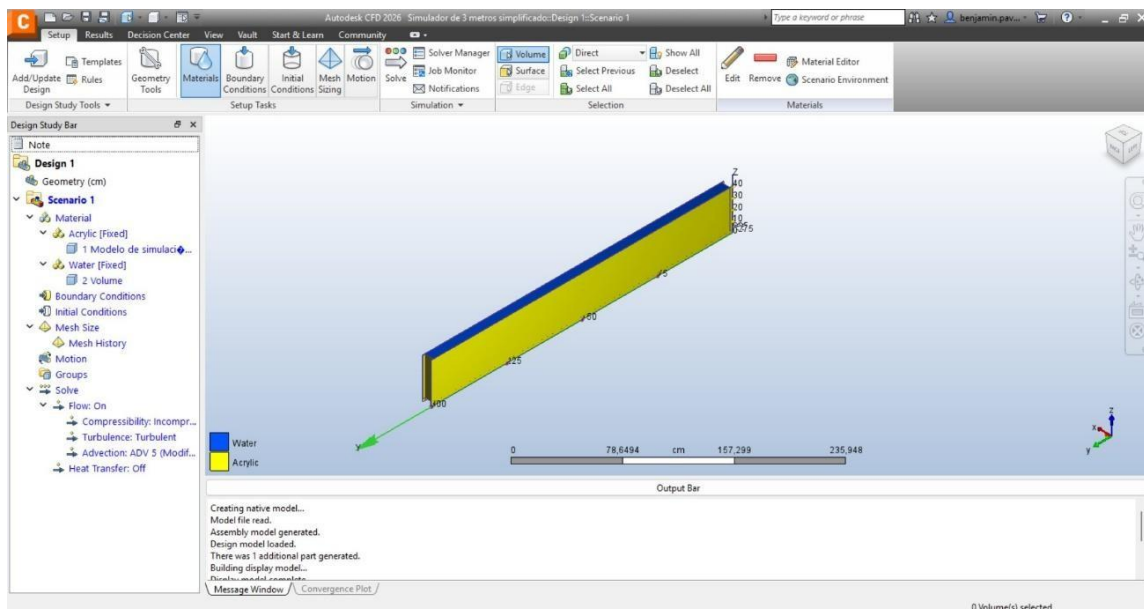 Autodesk CFD 2026 Simulador de 3 metros simplificado::Design 1::Scenario 1
Type a keyword or phrase
benjamin.pav...
Setup Results Decision Center View Vault Start & Learn Community
Add/Update Design
Templates
Rules
Design Study Tools
Geometry Tools
Materials
Boundary Conditions
Initial Conditions
Mesh Sizing
Motion
Setup Tasks
Solve
Solver Manager
Job Monitor
Notifications
Simulation
Volume
Surface
Edge
Direct
Select Previous
Select All
Show All
Deselect
Deselect All
Selection
Edit
Remove
Material Editor
Scenario Environment
Materials
Design Study Bar
Note
Design 1
Geometry (cm)
Scenario 1
Material
Acrylic [Fixed]
1 Modelo de simulaci�...
Water [Fixed]
2 Volume
Boundary Conditions
Initial Conditions
Mesh Size
Mesh History
Motion
Groups
Solve
Flow: On
Compressibility: Incompr...
Turbulence: Turbulent
Advection: ADV 5 (Modif...
Heat Transfer: Off
Z
40
30
20
10
y
Water
Acrylic
0 78,6494 cm 157,299 235,948
z
x
y
Output Bar
Creating native model...
Model file read.
Assembly model generated.
Design model loaded.
There was 1 additional part generated.
Building display model...
Display model complete
Message Window Convergence Plot
0 Volume(s) selected